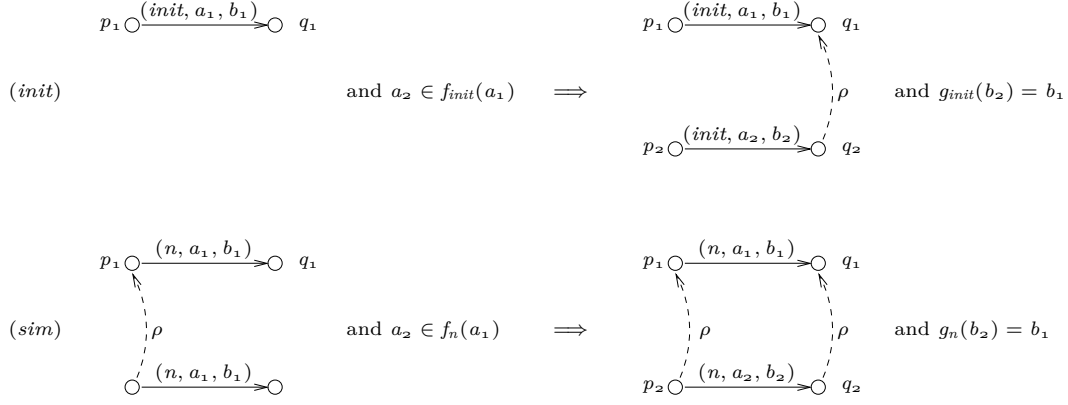 p₁ (init, a₁, b₁) q₁ p₁ (init, a₁, b₁) q₁
(init) and a₂ ∈ f_init(a₁) ⟹ ρ and g_init(b₂) = b₁
p₂ (init, a₂, b₂) q₂
p₁ (n, a₁, b₁) q₁ p₁ (n, a₁, b₁) q₁
(sim) ρ and a₂ ∈ f_n(a₁) ⟹ ρ ρ and g_n(b₂) = b₁
(n, a₁, b₁) p₂ (n, a₂, b₂) q₂